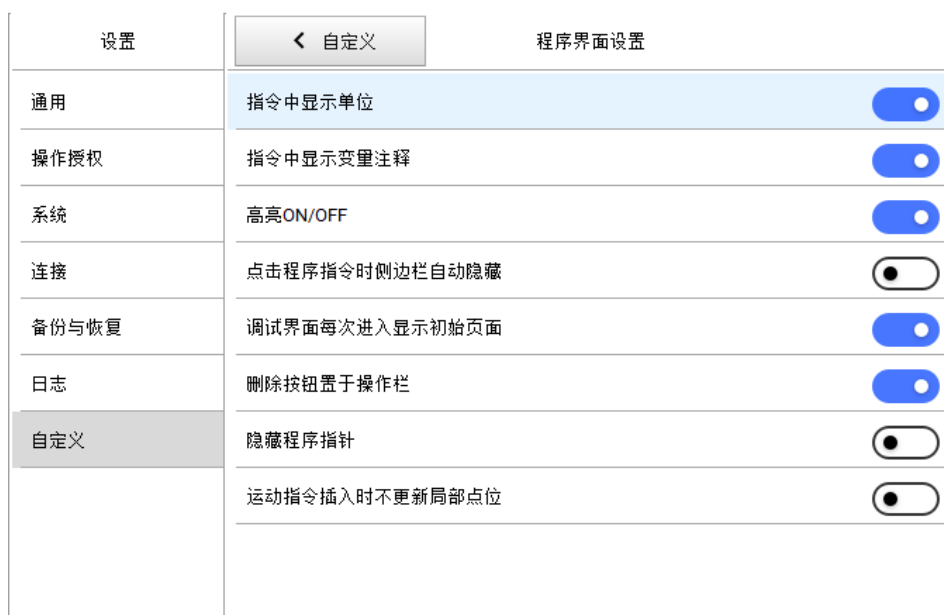 设置
自定义
程序界面设置
通用
操作授权
系统
连接
备份与恢复
日志
自定义
指令中显示单位
指令中显示变量注释
高亮ON/OFF
点击程序指令时侧边栏自动隐藏
调试界面每次进入显示初始页面
删除按钮置于操作栏
隐藏程序指针
运动指令插入时不更新局部点位